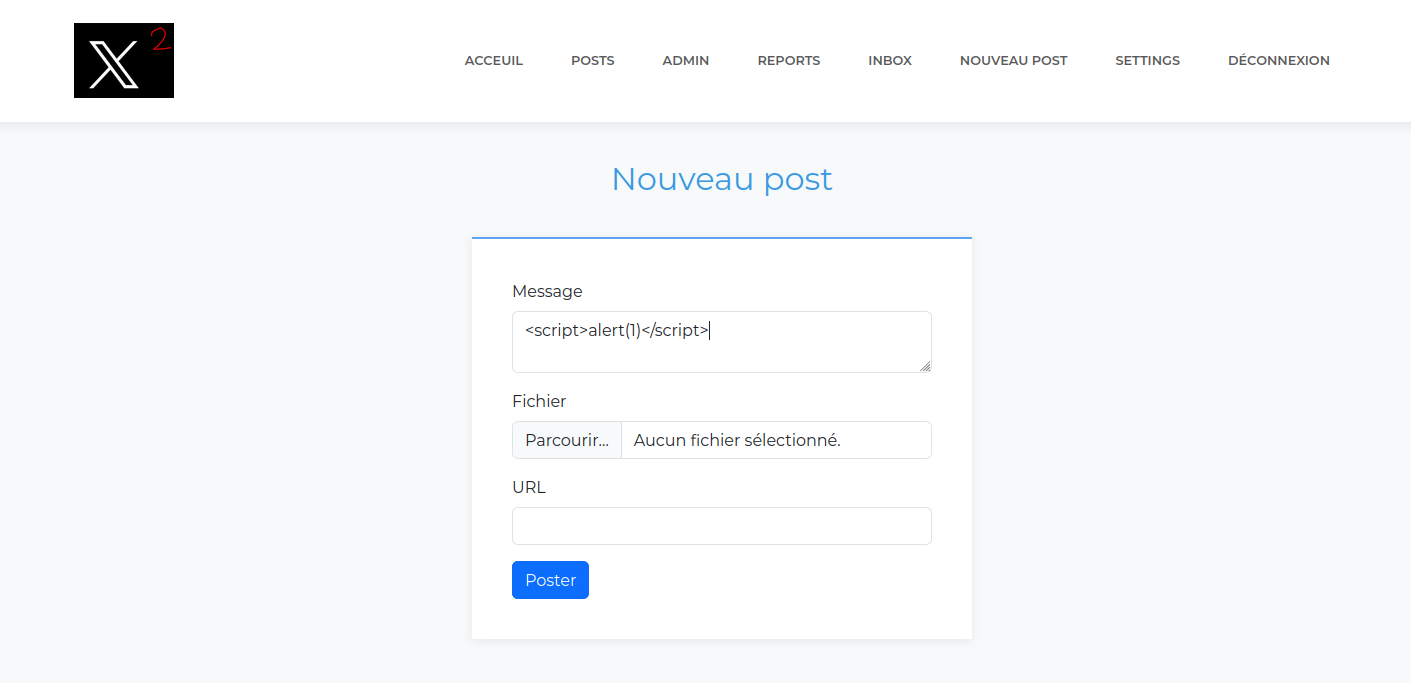 X 2
ACCEUIL POSTS ADMIN REPORTS INBOX NOUVEAU POST SETTINGS DÉCONNEXION
Nouveau post
Message
<script>alert(1)</script>
Fichier
Parcourir... Aucun fichier sélectionné.
URL
Poster